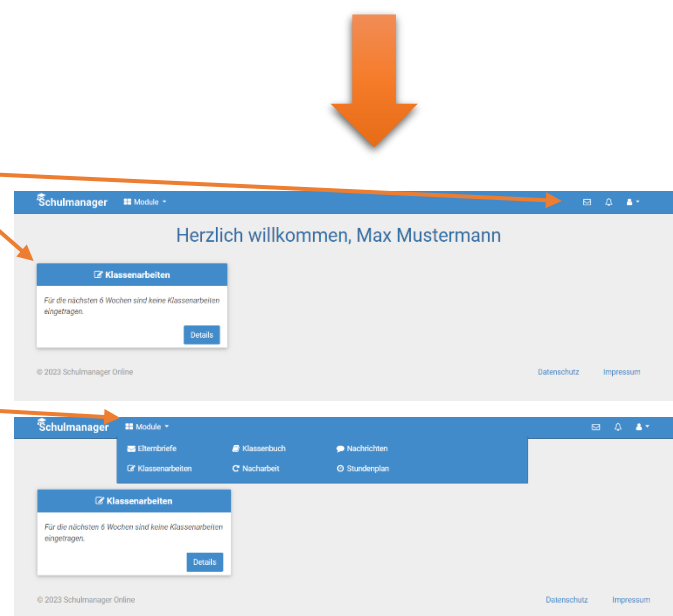 Schulmanager Module
Herzlich willkommen, Max Mustermann
Klassenarbeiten
Für die nächsten 6 Wochen sind keine Klassenarbeiten
eingetragen.
Details
© 2023 Schulmanager Online Datenschutz Impressum
Schulmanager Module
Elternbriefe Klassenbuch Nachrichten
Klassenarbeiten Nacharbeit Stundenplan
Klassenarbeiten
Für die nächsten 6 Wochen sind keine Klassenarbeiten
eingetragen.
Details
© 2023 Schulmanager Online Datenschutz Impressum